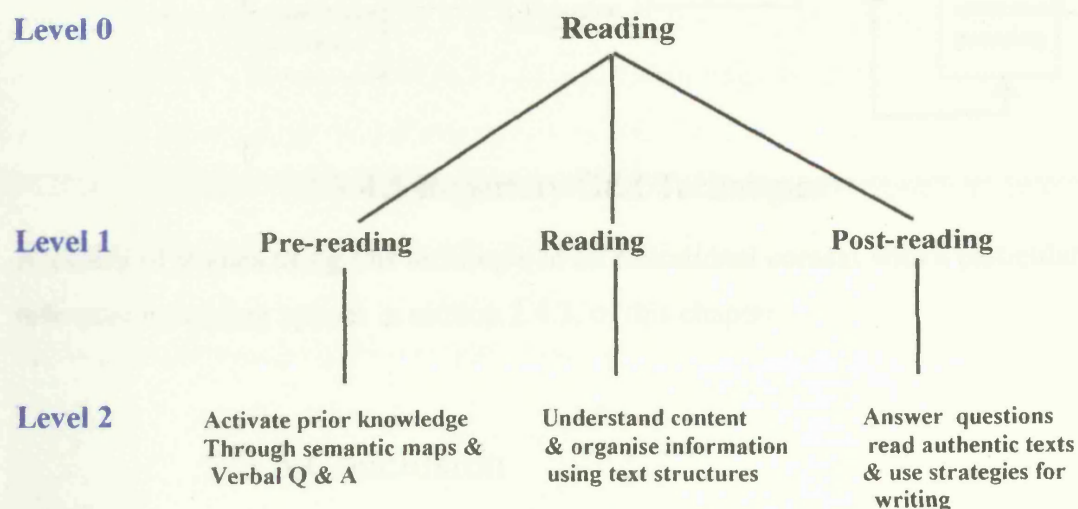 Level 0
Reading
Level 1
Pre-reading
Reading
Post-reading
Level 2
Activate prior knowledge
Through semantic maps &
Verbal Q & A
Understand content
& organise information
using text structures
Answer questions
read authentic texts
& use strategies for
writing